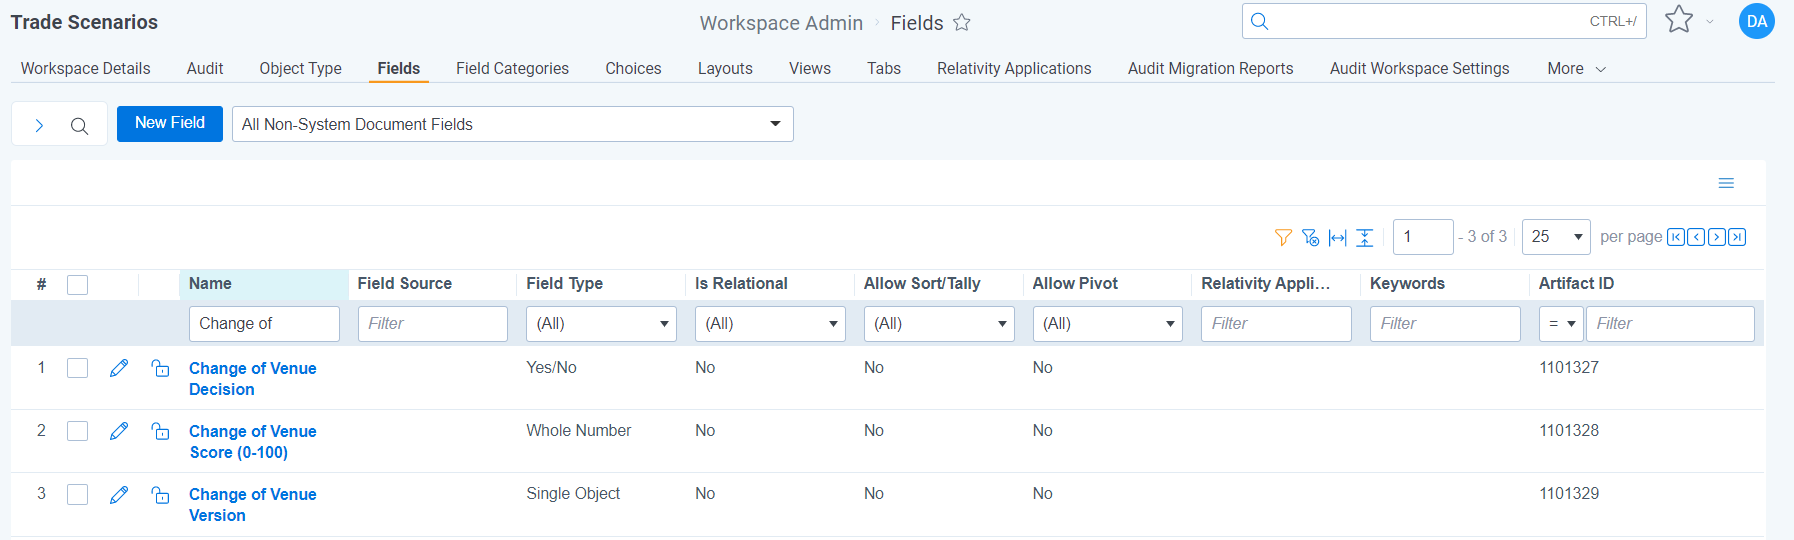 Trade Scenarios
Workspace Admin › Fields
CTRL+/
DA
Workspace Details Audit Object Type Fields Field Categories Choices Layouts Views Tabs Relativity Applications Audit Migration Reports Audit Workspace Settings More
New Field All Non-System Document Fields
1 - 3 of 3 25 per page
# Name Field Source Field Type Is Relational Allow Sort/Tally Allow Pivot Relativity Appli... Keywords Artifact ID
Change of Filter (All) (All) (All) (All) Filter Filter = Filter
1 Change of Venue Yes/No No No No 1101327
Decision
2 Change of Venue Whole Number No No No 1101328
Score (0-100)
3 Change of Venue Single Object No No No 1101329
Version